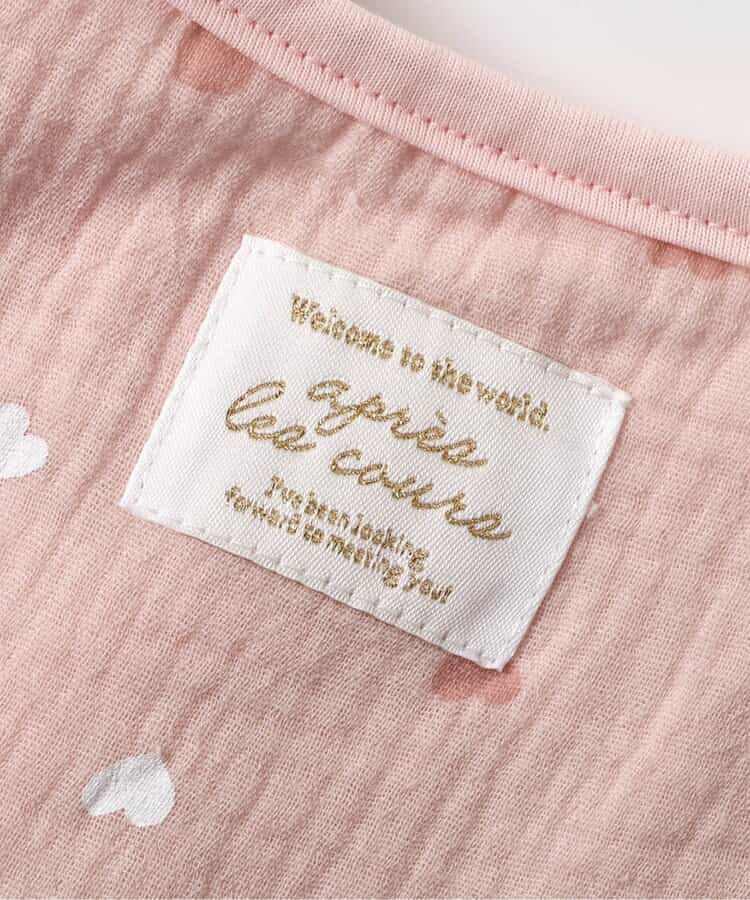 Welcome to the world.
après
les cours
I've been looking
forward to meeting you!